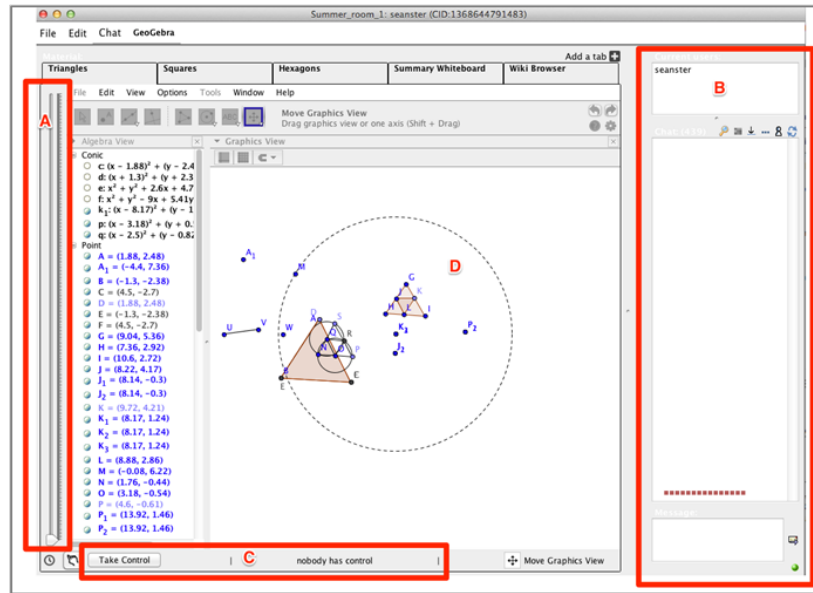 Summer_room_1: seanster (CID:1368644791483)
File Edit Chat GeoGebra
Add a tab
Triangles Squares Hexagons Summary Whiteboard Wiki Browser
Current users
seanster
A
B
File Edit View Options Tools Window Help
ABC
Move Graphics View
Drag graphics view or one axis (Shift + Drag)
Algebra View
Graphics View
Conic
c: (x − 1.88)² + (y − 2.4
d: (x + 1.3)² + (y + 2.3
e: x² + y² + 2.6x + 4.7
f: x² + y² − 9x + 5.41y
k₁: (x − 8.17)² + (y − 1
p: (x − 3.18)² + (y + 0.
q: (x − 2.5)² + (y − 0.82
Point
A = (1.88, 2.48)
A₁ = (−4.4, 7.36)
B = (−1.3, −2.38)
C = (4.5, −2.7)
D = (1.88, 2.48)
E = (−1.3, −2.38)
F = (4.5, −2.7)
G = (9.04, 5.36)
H = (7.36, 2.92)
I = (10.6, 2.72)
J = (8.22, 4.17)
J₁ = (8.14, −0.3)
J₂ = (8.14, −0.3)
K = (9.72, 4.21)
K₁ = (8.17, 1.24)
K₂ = (8.17, 1.24)
K₃ = (8.17, 1.24)
L = (8.88, 2.86)
M = (−0.08, 6.22)
N = (1.76, −0.44)
O = (3.18, −0.54)
P = (4.6, −0.61)
P₁ = (13.92, 1.46)
P₂ = (13.92, 1.46)
A₁
M
D
G
J K
H L I
U V W
D S
A
Q R
N O P
K₃
P₂
J₂
B
E
Message
Take Control
C
nobody has control
Move Graphics View